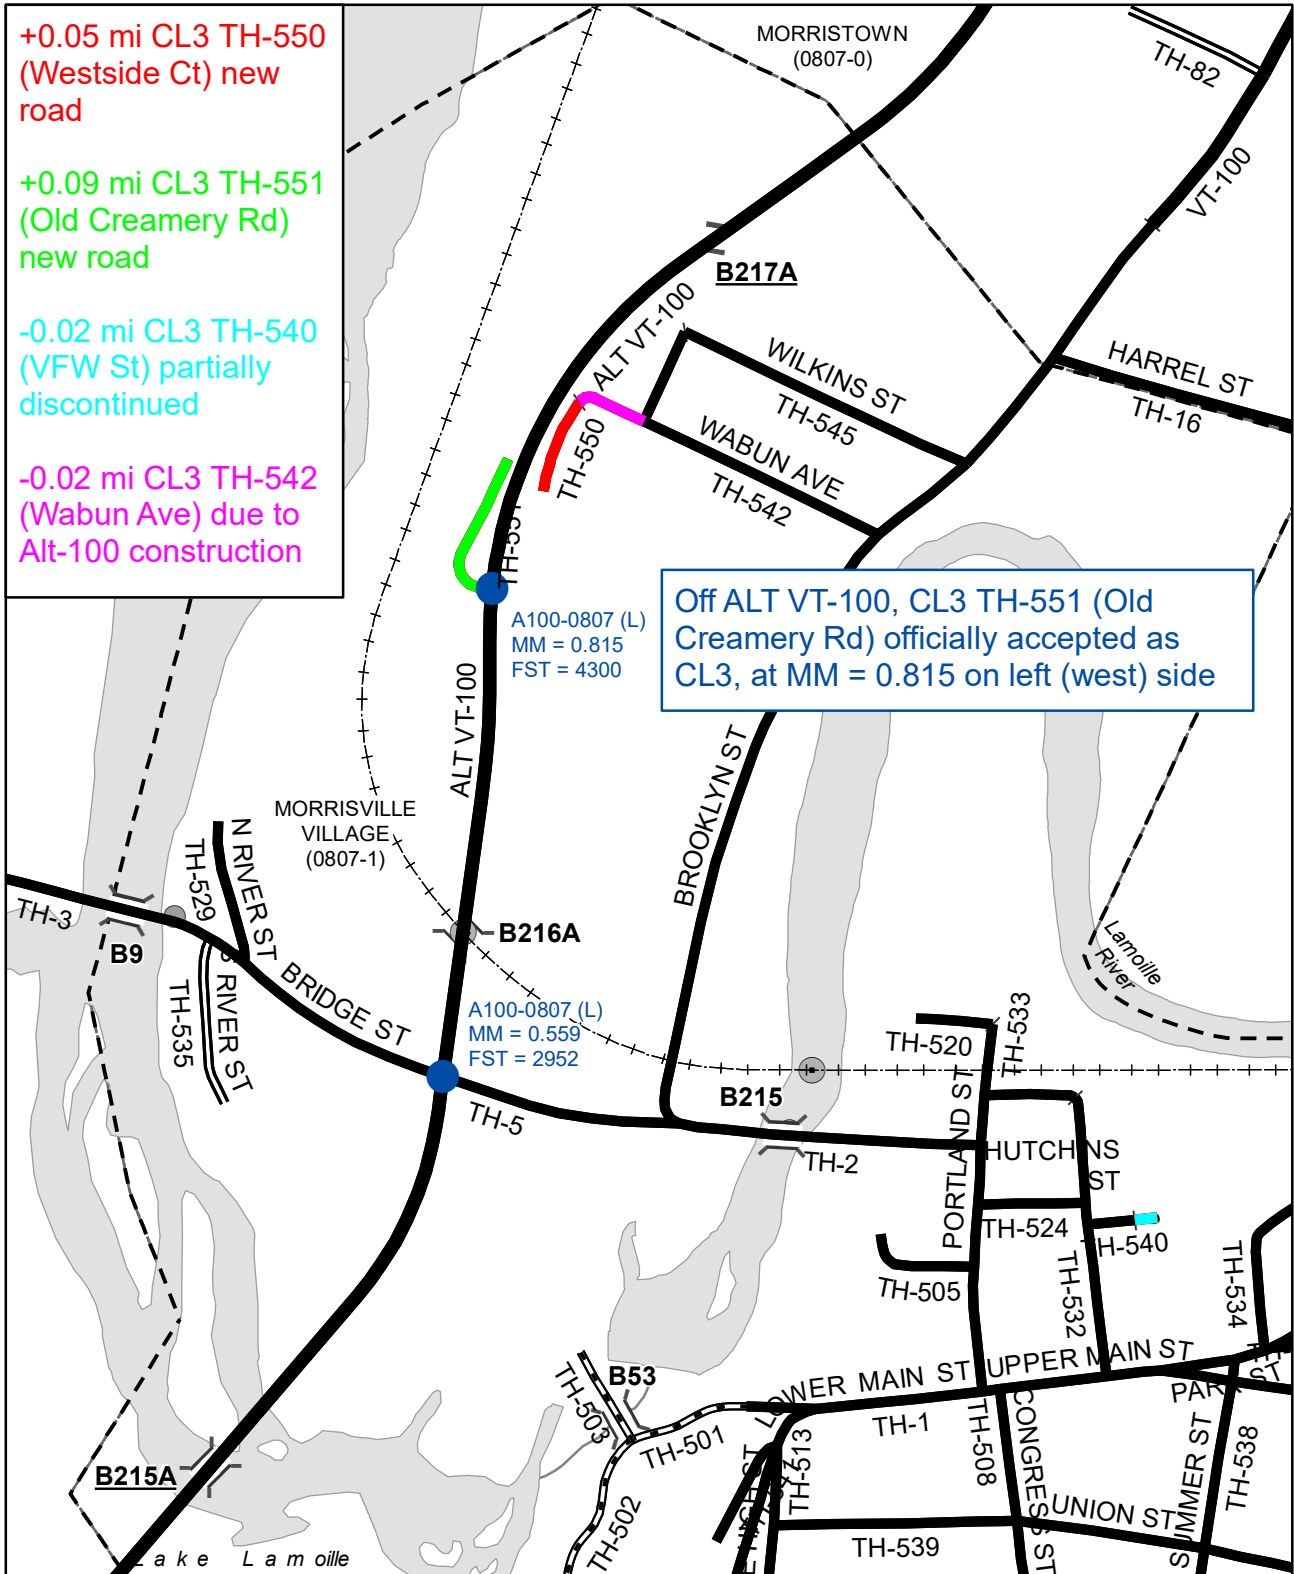 +0.05 mi CL3 TH-550
(Westside Ct) new
road
+0.09 mi CL3 TH-551
(Old Creamery Rd)
new road
-0.02 mi CL3 TH-540
(VFW St) partially
discontinued
-0.02 mi CL3 TH-542
(Wabun Ave) due to
Alt-100 construction
MORRISTOWN
(0807-0)
TH-82
VT-100
B217A
ALT VT-100
WILKINS ST
TH-545
HARREL ST
TH-16
WABUN AVE
TH-542
TH-550
TH-551
A100-0807 (L)
MM = 0.815
FST = 4300
Off ALT VT-100, CL3 TH-551 (Old
Creamery Rd) officially accepted as
CL3, at MM = 0.815 on left (west) side
ALT VT-100
BROOKLYN ST
MORRISVILLE
VILLAGE
(0807-1)
N RIVER ST
TH-529
TH-3
B9
B216A
Lamoille
River
TH-535
S RIVER ST
BRIDGE ST
A100-0807 (L)
MM = 0.559
FST = 2952
TH-5
TH-520
TH-533
B215
TH-2
PORTLAND ST
HUTCHINS
ST
TH-524
TH-540
TH-505
TH-532
TH-534
B53
TH-503
LOWER MAIN ST
UPPER MAIN ST
PARK ST
TH-1
TH-501
TH-502
TH-513
TH-508
CONGRESS ST
SUMMER ST
TH-538
UNION ST
TH-539
HIGH ST
B215A
Lake Lamoille